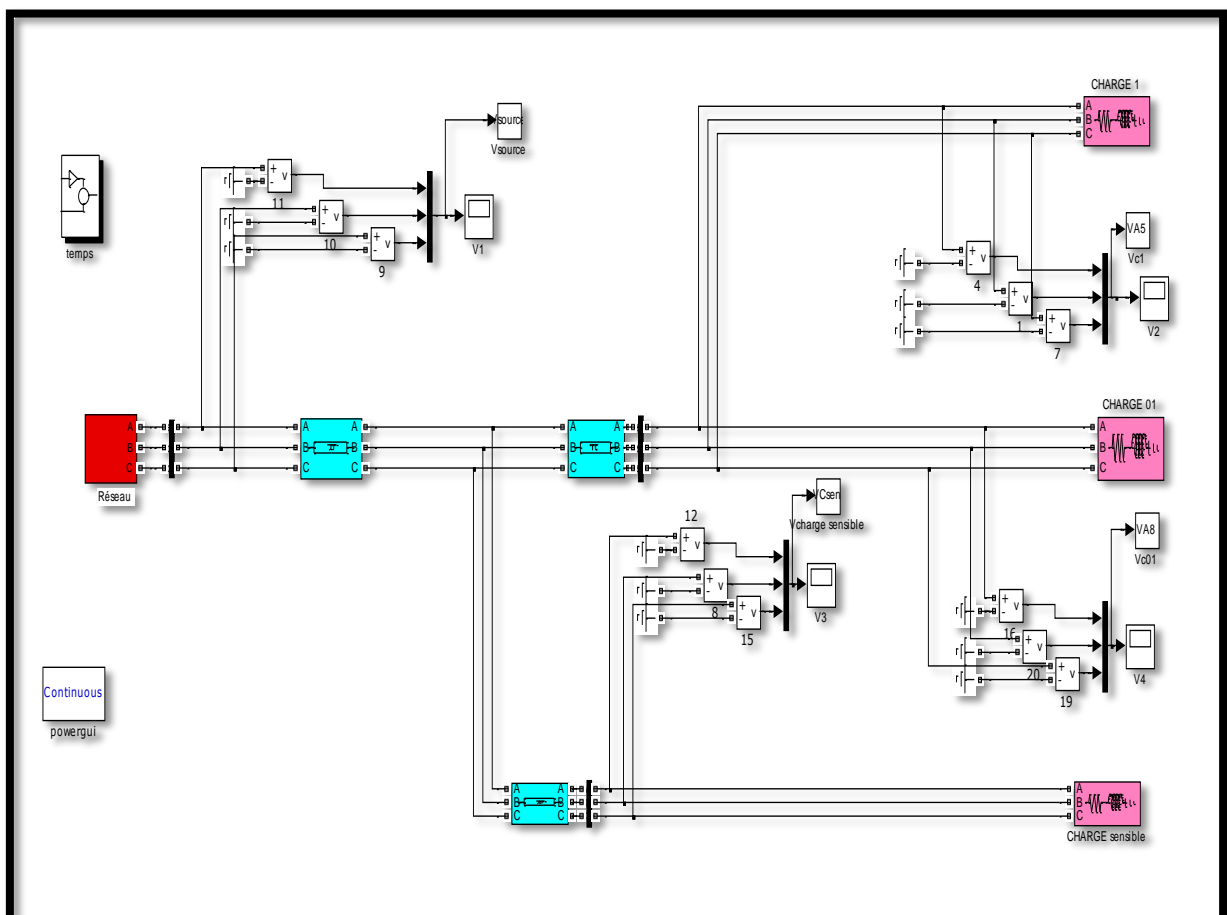 CHARGE 1
A
B
C
Vsource
+
-
v
11
+
-
v
10
+
-
v
9
V1
temps
VA5
Vc1
+
-
v
4
+
-
v
1
+
-
v
7
V2
CHARGE 01
A
B
C
Réseau
A
B
C
A
B
C
A
B
C
A
B
C
A
B
C
VCsen
Vcharge sensible
12
+
-
v
+
-
v
8
+
-
v
15
V3
VA8
Vc01
+
-
v
16
+
-
v
20
+
-
v
19
V4
Continuous
powergui
A
B
C
A
B
C
A
B
C
CHARGE sensible